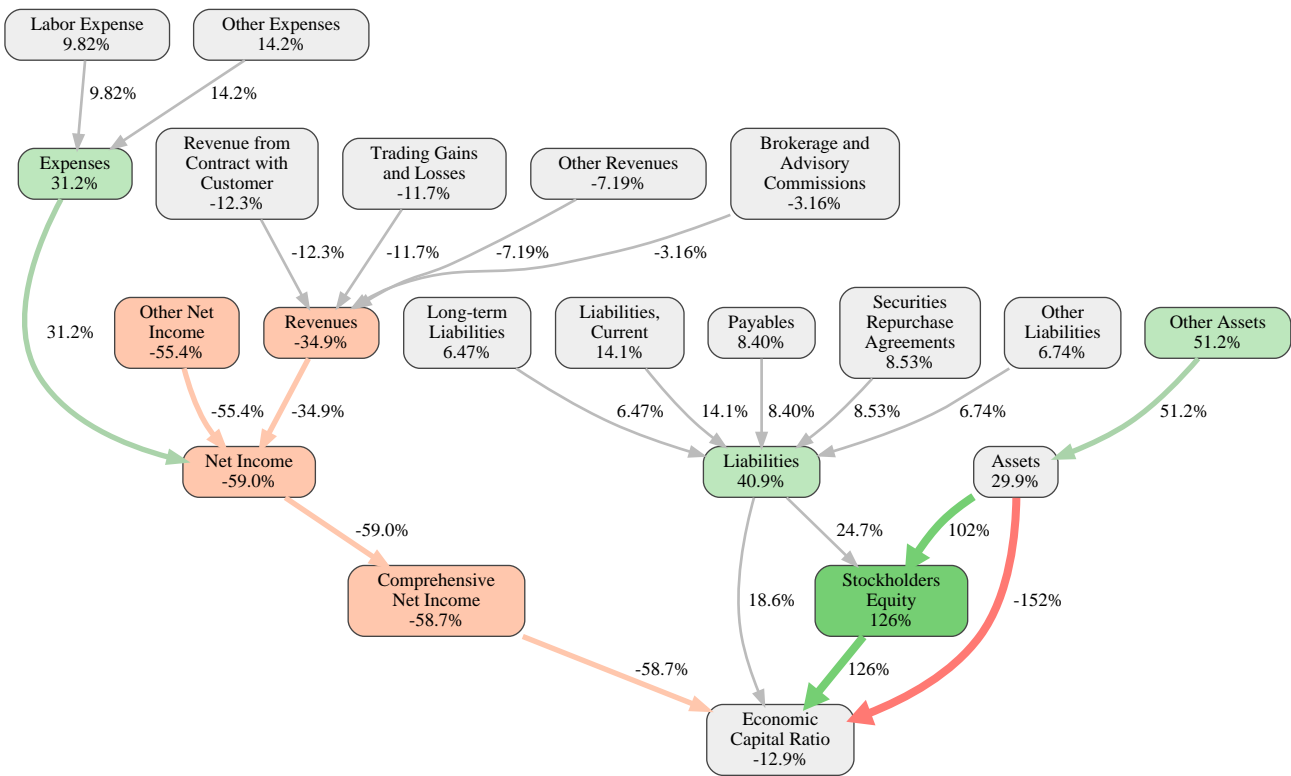 Labor Expense
9.82%
Other Expenses
14.2%
9.82%
14.2%
Expenses
31.2%
Revenue from
Contract with
Customer
-12.3%
Trading Gains
and Losses
-11.7%
Other Revenues
-7.19%
Brokerage and
Advisory
Commissions
-3.16%
-12.3%
-11.7%
-7.19%
-3.16%
31.2%
Other Net
Income
-55.4%
Revenues
-34.9%
Long-term
Liabilities
6.47%
Liabilities,
Current
14.1%
Payables
8.40%
Securities
Repurchase
Agreements
8.53%
Other
Liabilities
6.74%
Other Assets
51.2%
-55.4%
-34.9%
6.47%
14.1%
8.40%
8.53%
6.74%
51.2%
Net Income
-59.0%
Liabilities
40.9%
Assets
29.9%
-59.0%
24.7%
102%
Comprehensive
Net Income
-58.7%
18.6%
Stockholders
Equity
126%
-152%
-58.7%
126%
Economic
Capital Ratio
-12.9%